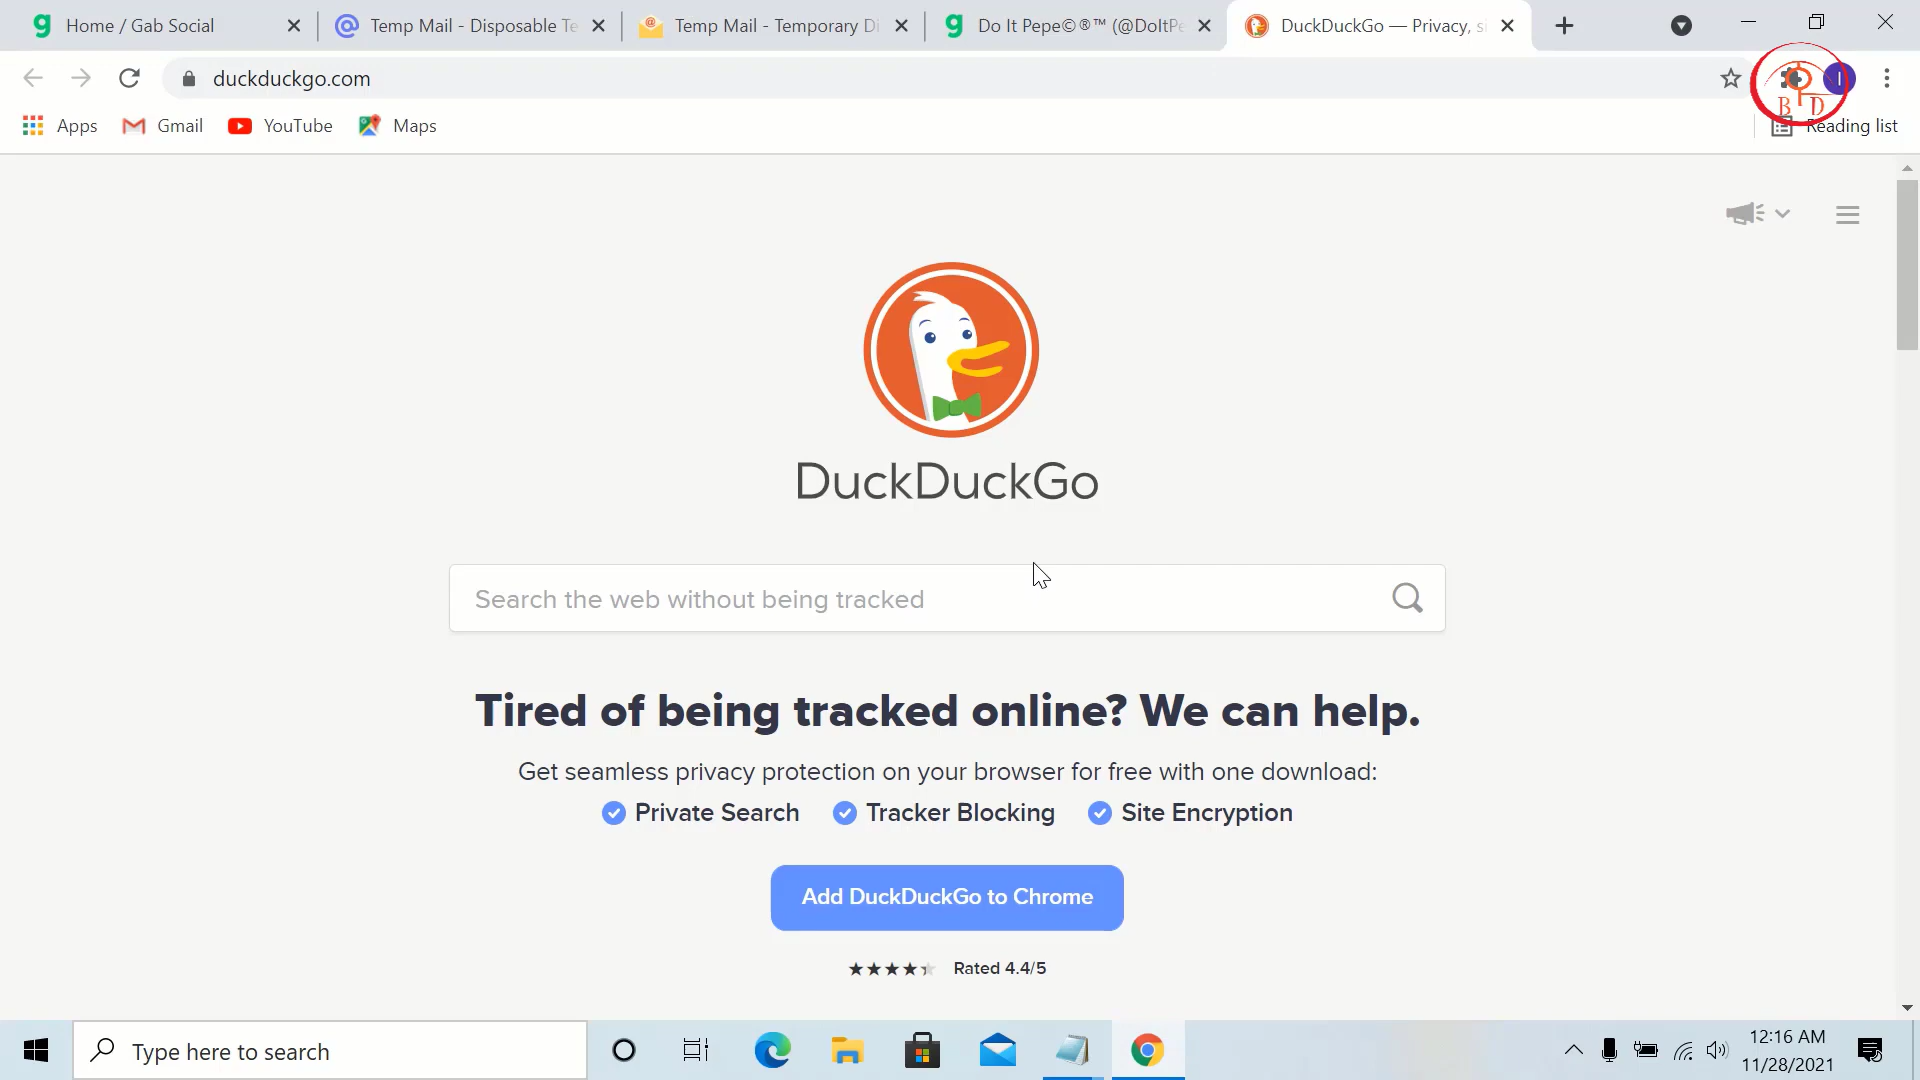 Home / Gab Social
Temp Mail - Disposable Te
Temp Mail - Temporary Di
Do It Pepe©®™ (@DoItPe
DuckDuckGo — Privacy, si
duckduckgo.com
I
B D
Apps
Gmail
YouTube
Maps
Reading list
DuckDuckGo
Search the web without being tracked
Tired of being tracked online? We can help.
Get seamless privacy protection on your browser for free with one download:
Private Search
Tracker Blocking
Site Encryption
Add DuckDuckGo to Chrome
Rated 4.4/5
Type here to search
12:16 AM
11/28/2021